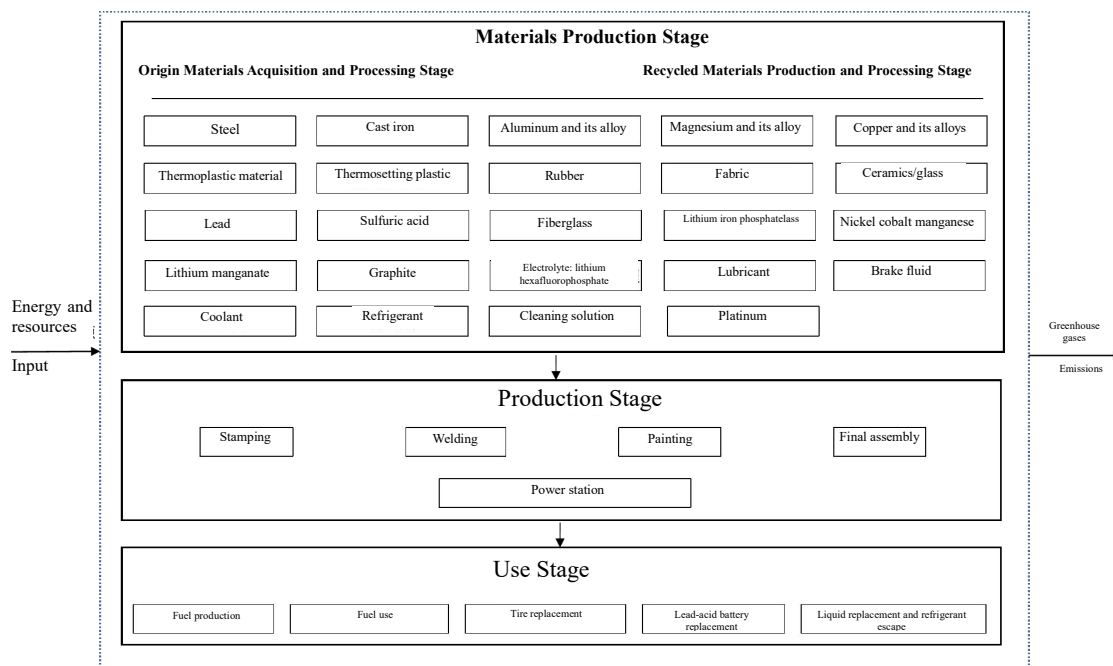 Materials Production Stage
Origin Materials Acquisition and Processing Stage
Recycled Materials Production and Processing Stage
Steel
Cast iron
Aluminum and its alloy
Magnesium and its alloy
Copper and its alloys
Thermoplastic material
Thermosetting plastic
Rubber
Fabric
Ceramics/glass
Lead
Sulfuric acid
Fiberglass
Lithium iron phosphatelass
Nickel cobalt manganese
Lithium manganate
Graphite
Electrolyte: lithium
hexafluorophosphate
Lubricant
Brake fluid
Coolant
Refrigerant
Cleaning solution
Platinum
Energy and
resources
Input
Greenhouse
gases
Emissions
Production Stage
Stamping
Welding
Painting
Final assembly
Power station
Use Stage
Fuel production
Fuel use
Tire replacement
Lead-acid battery
replacement
Liquid replacement and refrigerant
escape